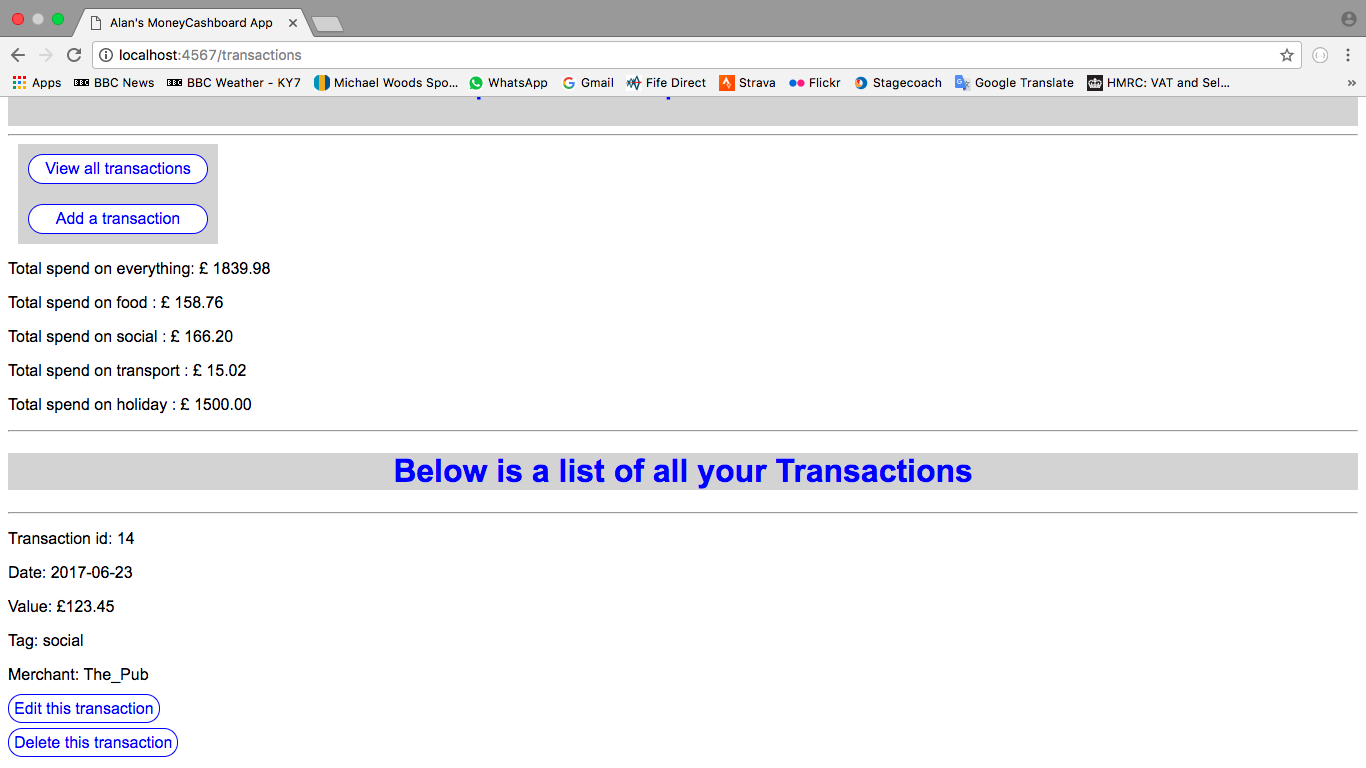 Alan's MoneyCashboard App
localhost:4567/transactions
Apps BBC News BBC Weather - KY7 Michael Woods Spo... WhatsApp Gmail Fife Direct Strava Flickr Stagecoach Google Translate HMRC: VAT and Sel... »
View all transactions
Add a transaction
Total spend on everything: £ 1839.98
Total spend on food : £ 158.76
Total spend on social : £ 166.20
Total spend on transport : £ 15.02
Total spend on holiday : £ 1500.00
Below is a list of all your Transactions
Transaction id: 14
Date: 2017-06-23
Value: £123.45
Tag: social
Merchant: The_Pub
Edit this transaction
Delete this transaction